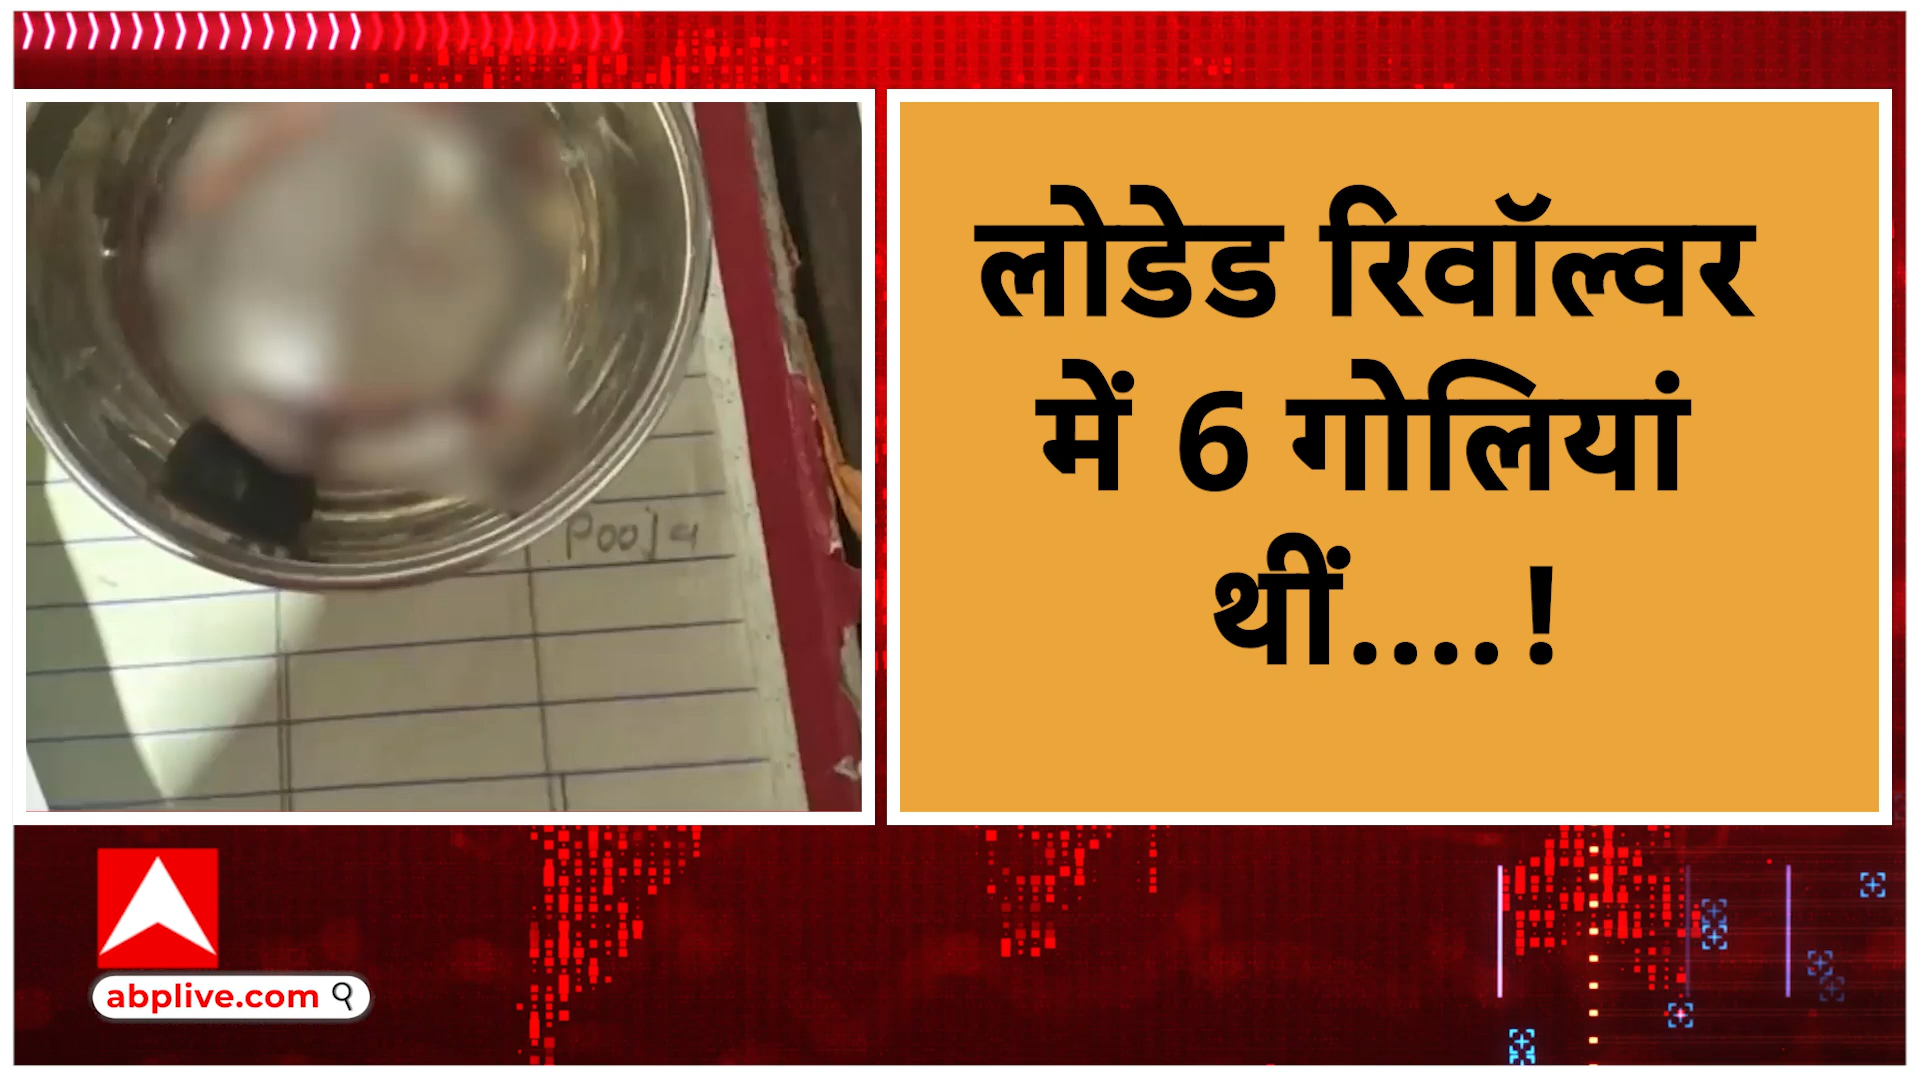 लोडेड रिवॉल्वर
में 6 गोलियां
थीं....!
Pooja
abplive.com